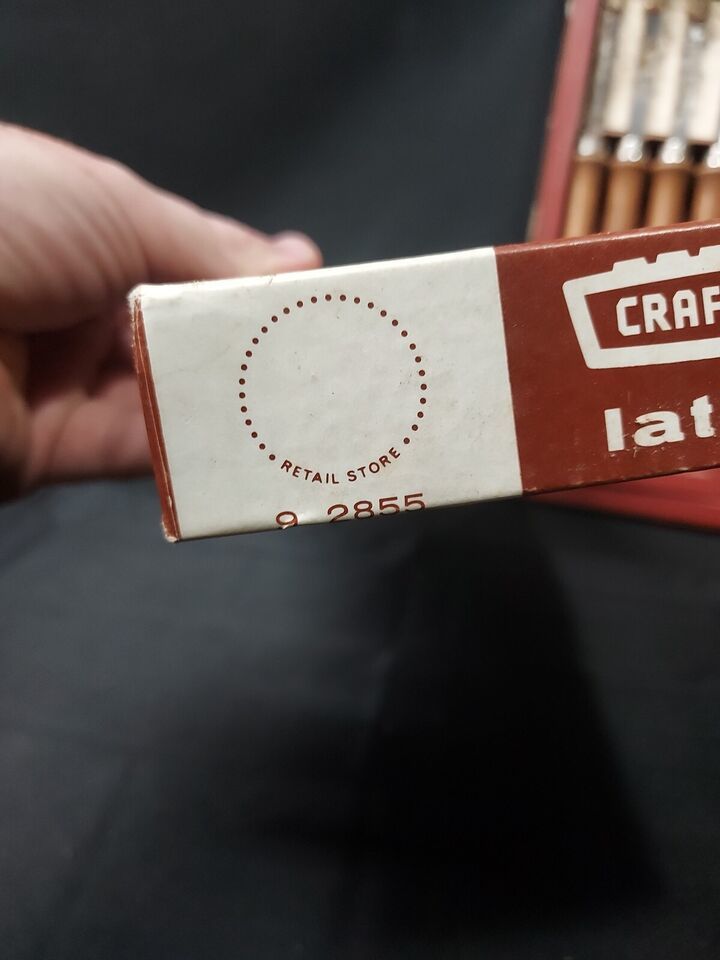 CRAF
lat
RETAIL STORE
9 2855